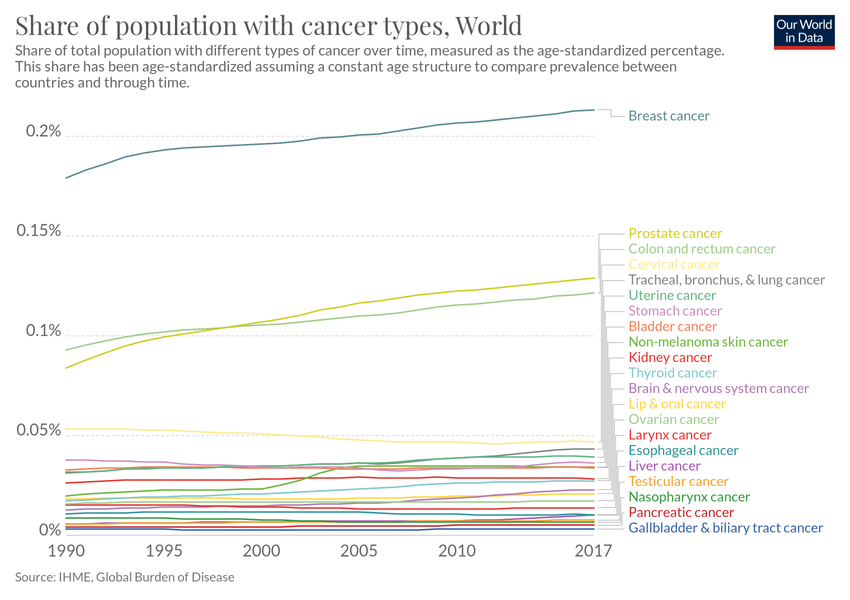 Share of population with cancer types, World
Our World
in Data
Share of total population with different types of cancer over time, measured as the age-standardized percentage.
This share has been age-standardized assuming a constant age structure to compare prevalence between
countries and through time.
0.2%
0.15%
0.1%
0.05%
0%
1990
1995
2000
2005
2010
2017
Breast cancer
Prostate cancer
Colon and rectum cancer
Cervical cancer
Tracheal, bronchus, & lung cancer
Uterine cancer
Stomach cancer
Bladder cancer
Non-melanoma skin cancer
Kidney cancer
Thyroid cancer
Brain & nervous system cancer
Lip & oral cancer
Ovarian cancer
Larynx cancer
Esophageal cancer
Liver cancer
Testicular cancer
Nasopharynx cancer
Pancreatic cancer
Gallbladder & biliary tract cancer
Source: IHME, Global Burden of Disease